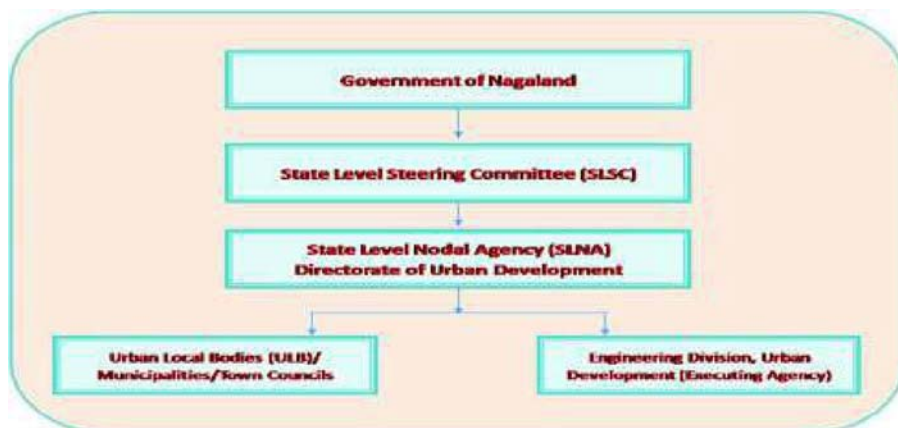 Government of Nagaland
State Level Steering Committee (SLSC)
State Level Nodal Agency (SLNA)
Directorate of Urban Development
Urban Local Bodies (ULB)/
Municipalities/Town Councils
Engineering Division, Urban
Development (Executing Agency)